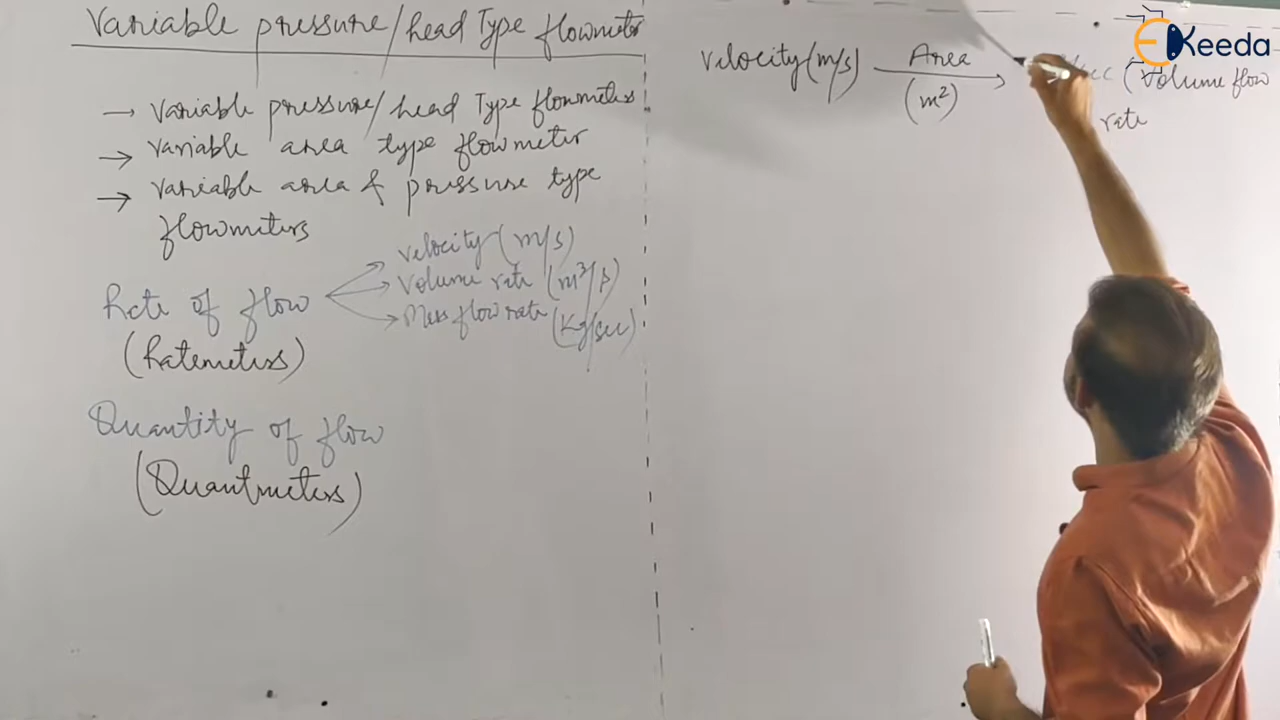 Variable pressure/head Type flowmeter
→ Variable pressure/head Type flowmeters
→ Variable area type flowmeter
→ Variable area & pressure type
flowmeters
Rate of flow
(Ratemeters)
velocity (m/s)
Volume rate (m³/s)
Mass flow rate (Kg/sec)
Quantity of flow
(Quantmeters)
Velocity (m/s) Area (m²) → /sec (Volume flow
rate
EKeeda